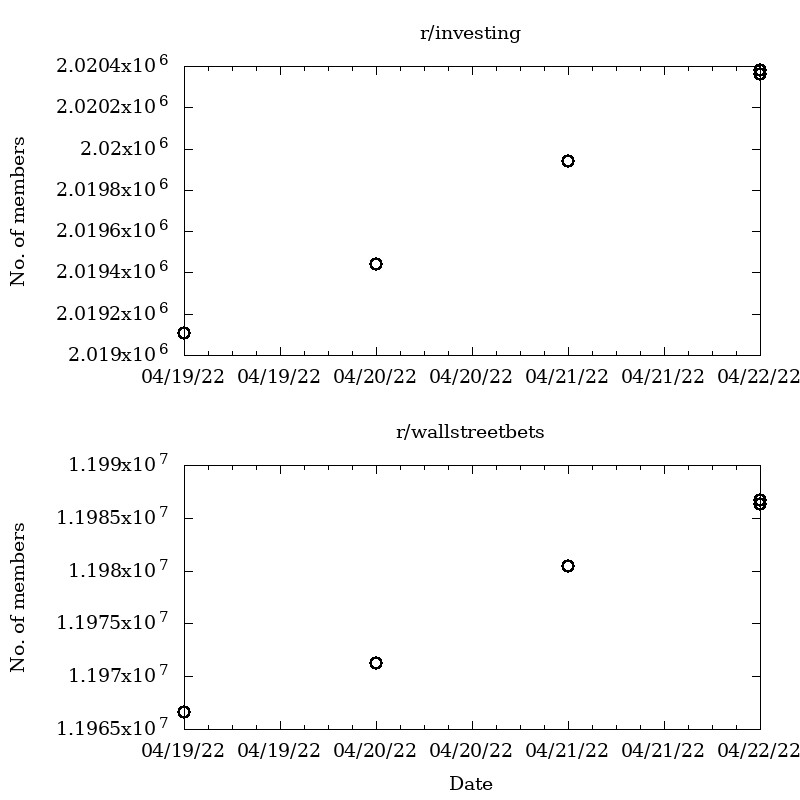 r/investing
2.0204x10^6
2.0202x10^6
2.02x10^6
2.0198x10^6
2.0196x10^6
2.0194x10^6
2.0192x10^6
2.019x10^6
No. of members
04/19/22 04/19/22 04/20/22 04/20/22 04/21/22 04/21/22 04/22/22
r/wallstreetbets
1.199x10^7
1.1985x10^7
1.198x10^7
1.1975x10^7
1.197x10^7
1.1965x10^7
No. of members
04/19/22 04/19/22 04/20/22 04/20/22 04/21/22 04/21/22 04/22/22
Date